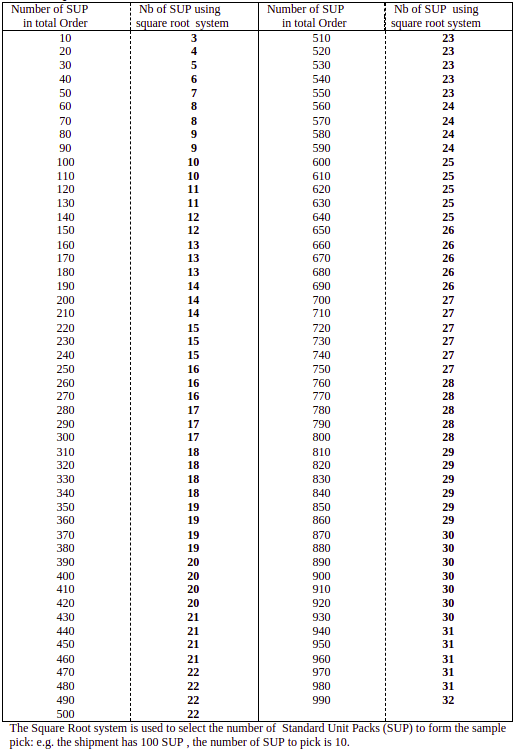 Number of SUP Nb of SUP using Number of SUP Nb of SUP using
in total Order square root system in total Order square root system
10 3 510 23
20 4 520 23
30 5 530 23
40 6 540 23
50 7 550 23
60 8 560 24
70 8 570 24
80 9 580 24
90 9 590 24
100 10 600 25
110 10 610 25
120 11 620 25
130 11 630 25
140 12 640 25
150 12 650 26
160 13 660 26
170 13 670 26
180 13 680 26
190 14 690 26
200 14 700 27
210 14 710 27
220 15 720 27
230 15 730 27
240 15 740 27
250 16 750 27
260 16 760 28
270 16 770 28
280 17 780 28
290 17 790 28
300 17 800 28
310 18 810 29
320 18 820 29
330 18 830 29
340 18 840 29
350 19 850 29
360 19 860 29
370 19 870 30
380 19 880 30
390 20 890 30
400 20 900 30
410 20 910 30
420 20 920 30
430 21 930 30
440 21 940 31
450 21 950 31
460 21 960 31
470 22 970 31
480 22 980 31
490 22 990 32
500 22
The Square Root system is used to select the number of Standard Unit Packs (SUP) to form the sample
pick: e.g. the shipment has 100 SUP , the number of SUP to pick is 10.